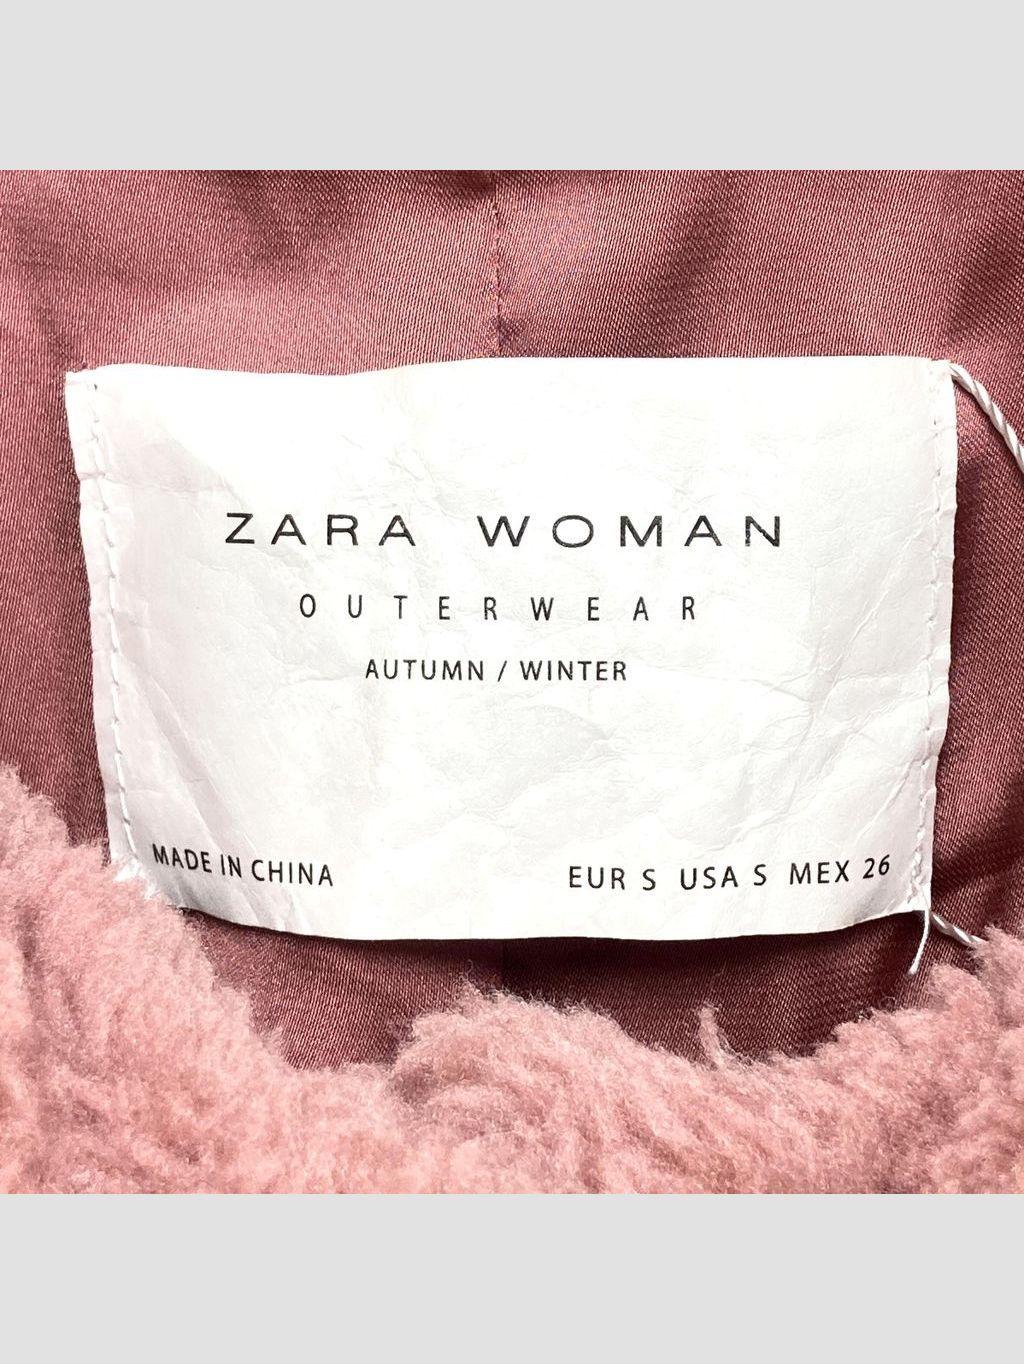 ZARA WOMAN
OUTERWEAR
AUTUMN / WINTER
MADE IN CHINA
EUR S USA S MEX 26